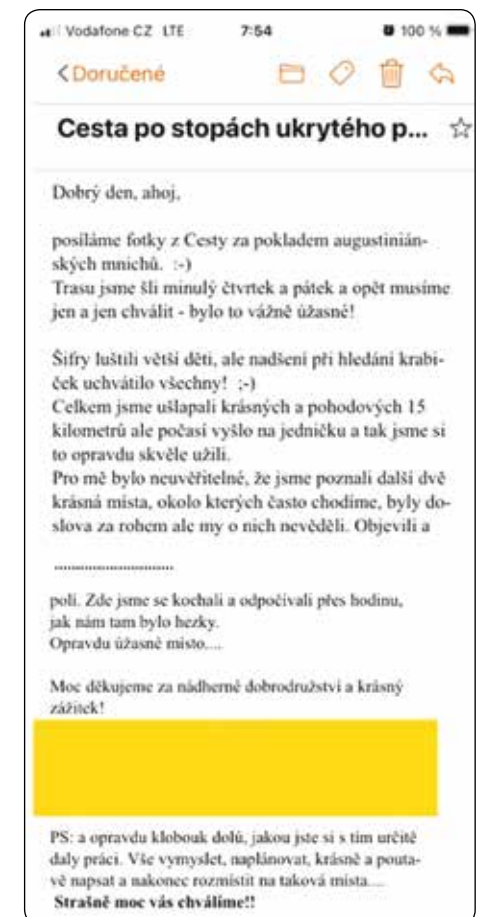 Vodafone CZ LTE 7:54 100 %
Doručené
Cesta po stopách ukrytého p...
Dobrý den, ahoj,
posíláme fotky z Cesty za pokladem augustinián-
ských mnichů. :-)
Trasu jsme šli minulý čtvrtek a pátek a opět musíme
jen a jen chválit - bylo to vážně úžasné!
Šifry luštili větší děti, ale nadšení při hledání krabi-
ček uchvátilo všechny! ;-)
Celkem jsme ušlapali krásných a pohodových 15
kilometrů ale počasí vyšlo na jedničku a tak jsme si
to opravdu skvěle užili.
Pro mě bylo neuvěřitelné, že jsme poznali další dvě
krásná místa, okolo kterých často chodíme, byly do-
slova za rohem ale my o nich nevěděli. Objevili a
..............................
poli. Zde jsme se kochali a odpočívali přes hodinu,
jak nám tam bylo hezky.
Opravdu úžasné místo....
Moc děkujeme za nádherné dobrodružství a krásný
zážitek!
PS: a opravdu klobouk dolů, jakou jste si s tím určitě
daly práci. Vše vymyslet, naplánovat, krásně a pouta-
vě napsat a nakonec rozmístit na taková místa....
Strašně moc vás chválíme!!